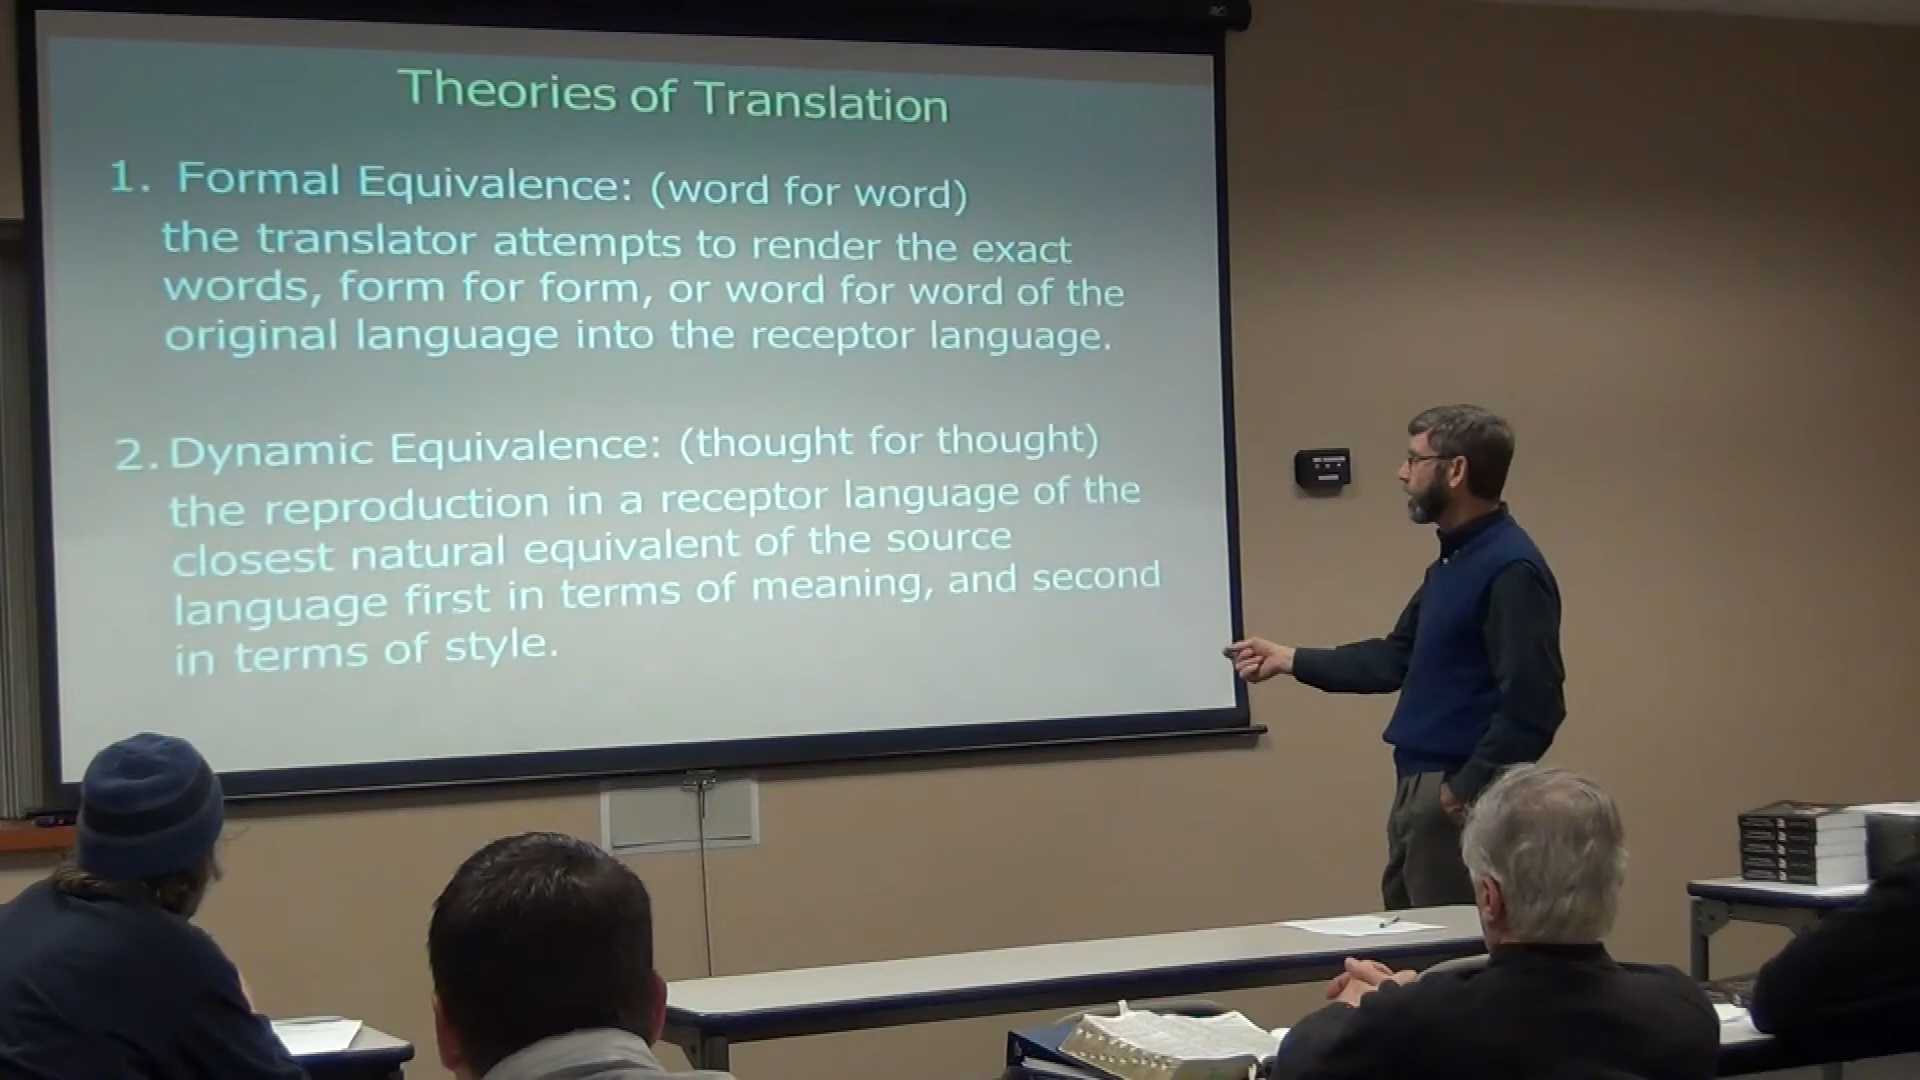 Theories of Translation
1. Formal Equivalence: (word for word)
the translator attempts to render the exact
words, form for form, or word for word of the
original language into the receptor language.
2. Dynamic Equivalence: (thought for thought)
the reproduction in a receptor language of the
closest natural equivalent of the source
language first in terms of meaning, and second
in terms of style.